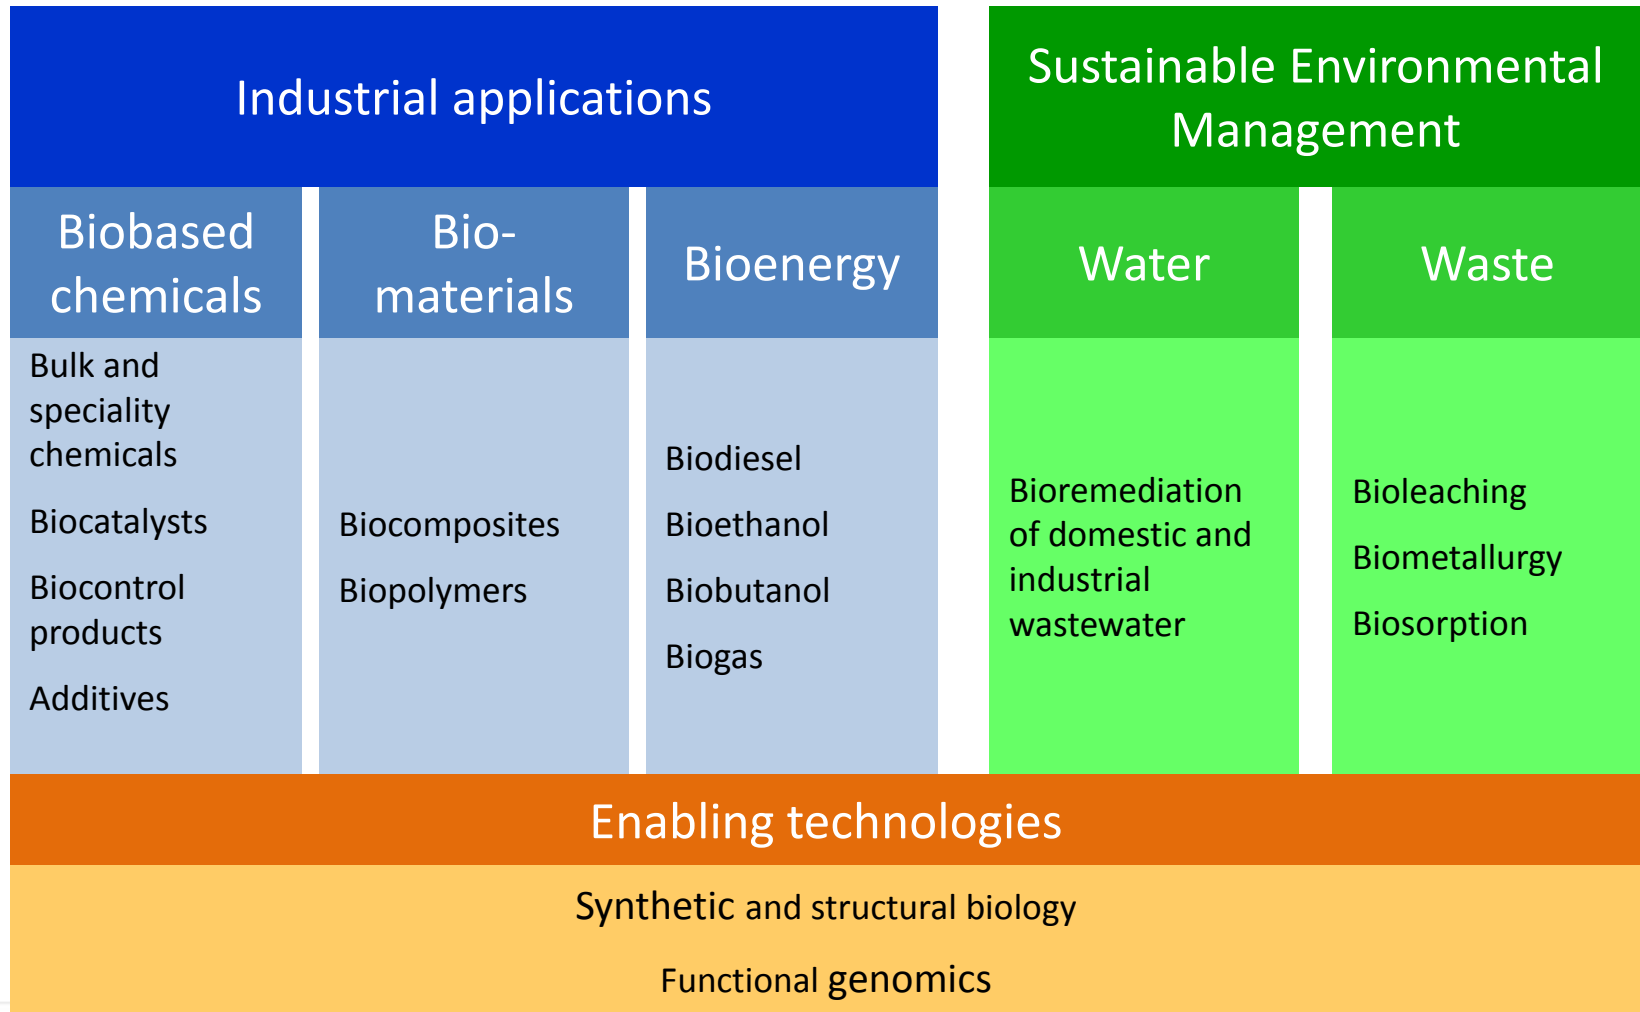 Industrial applications
Sustainable Environmental
Management
Biobased
chemicals
Bio-
materials
Bioenergy
Water
Waste
Bulk and
speciality
chemicals
Biocatalysts
Biocontrol
products
Additives
Biocomposites
Biopolymers
Biodiesel
Bioethanol
Biobutanol
Biogas
Bioremediation
of domestic and
industrial
wastewater
Bioleaching
Biometallurgy
Biosorption
Enabling technologies
Synthetic and structural biology
Functional genomics